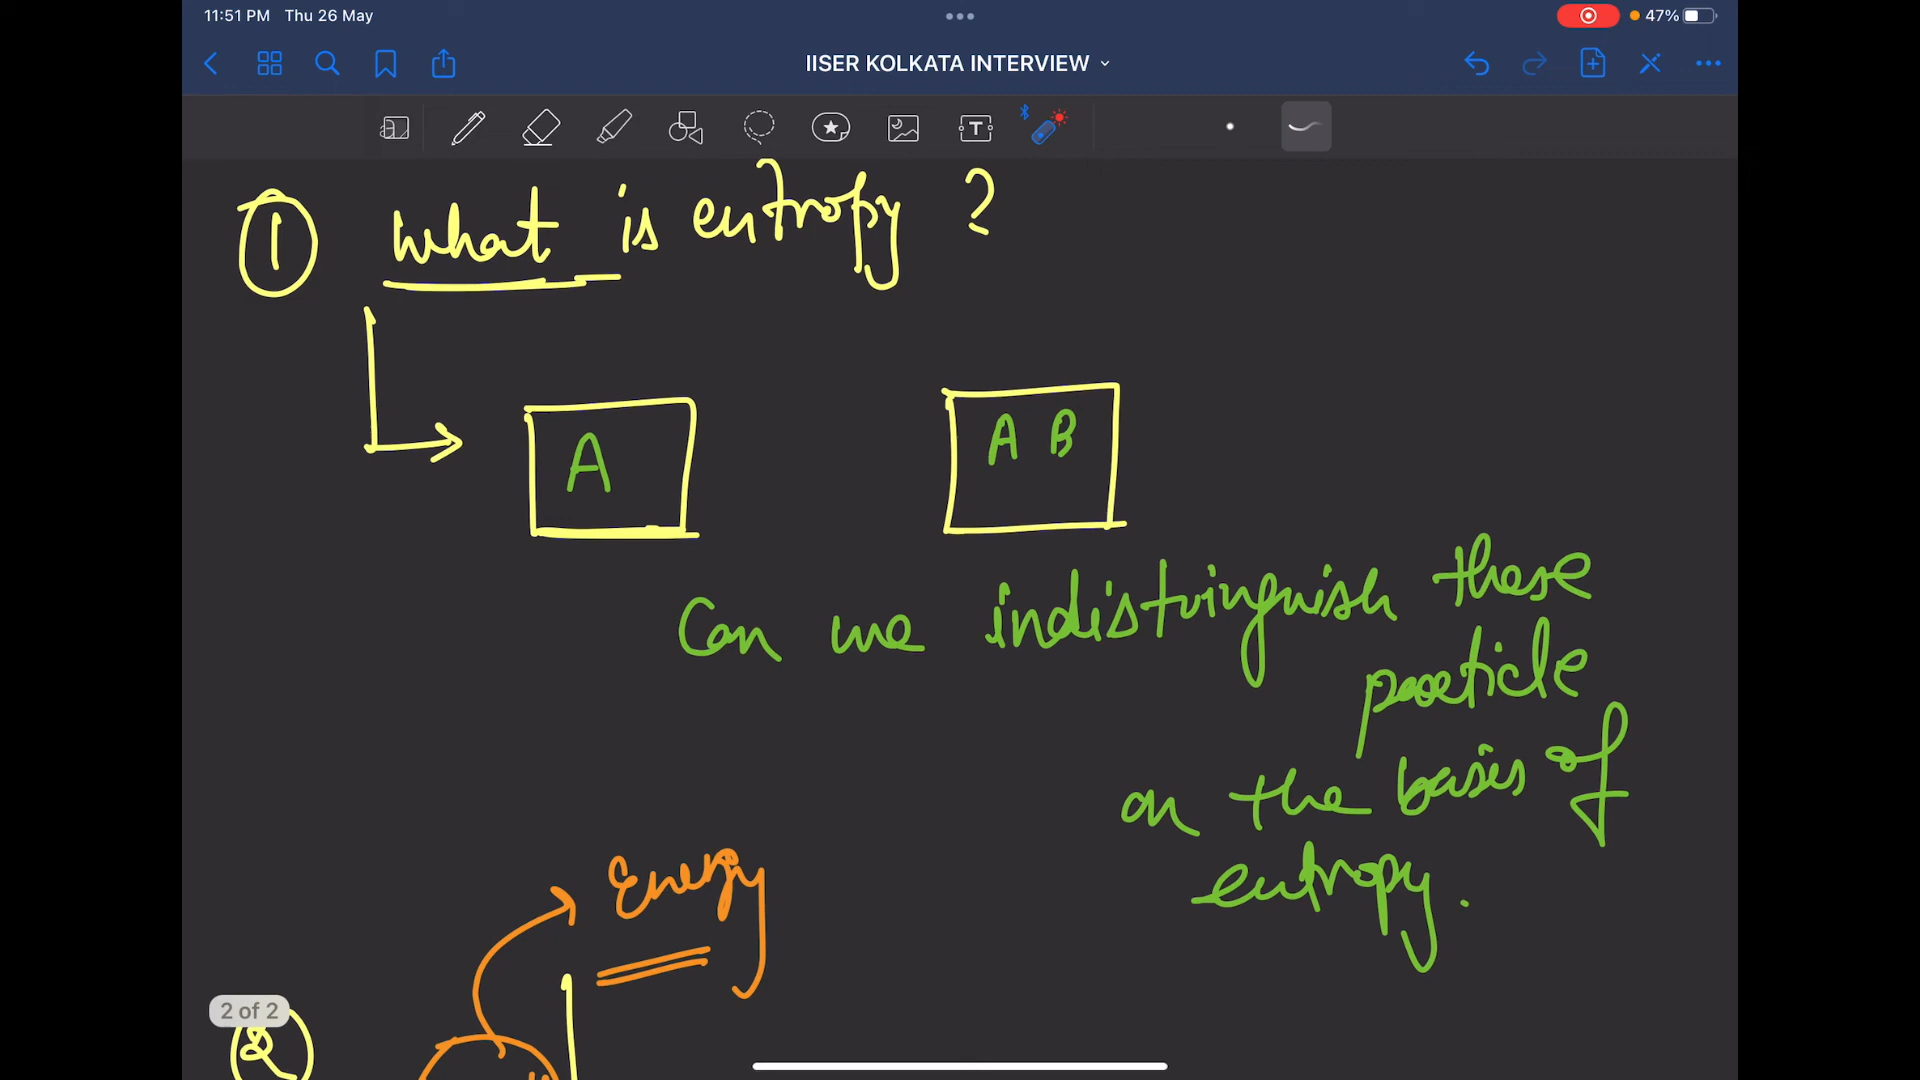 11:51 PM Thu 26 May
47%
IISER KOLKATA INTERVIEW
① What is entropy ?
A
A B
Can we indistinguish these
particle
on the basis of
entropy.
Energy
2 of 2
②